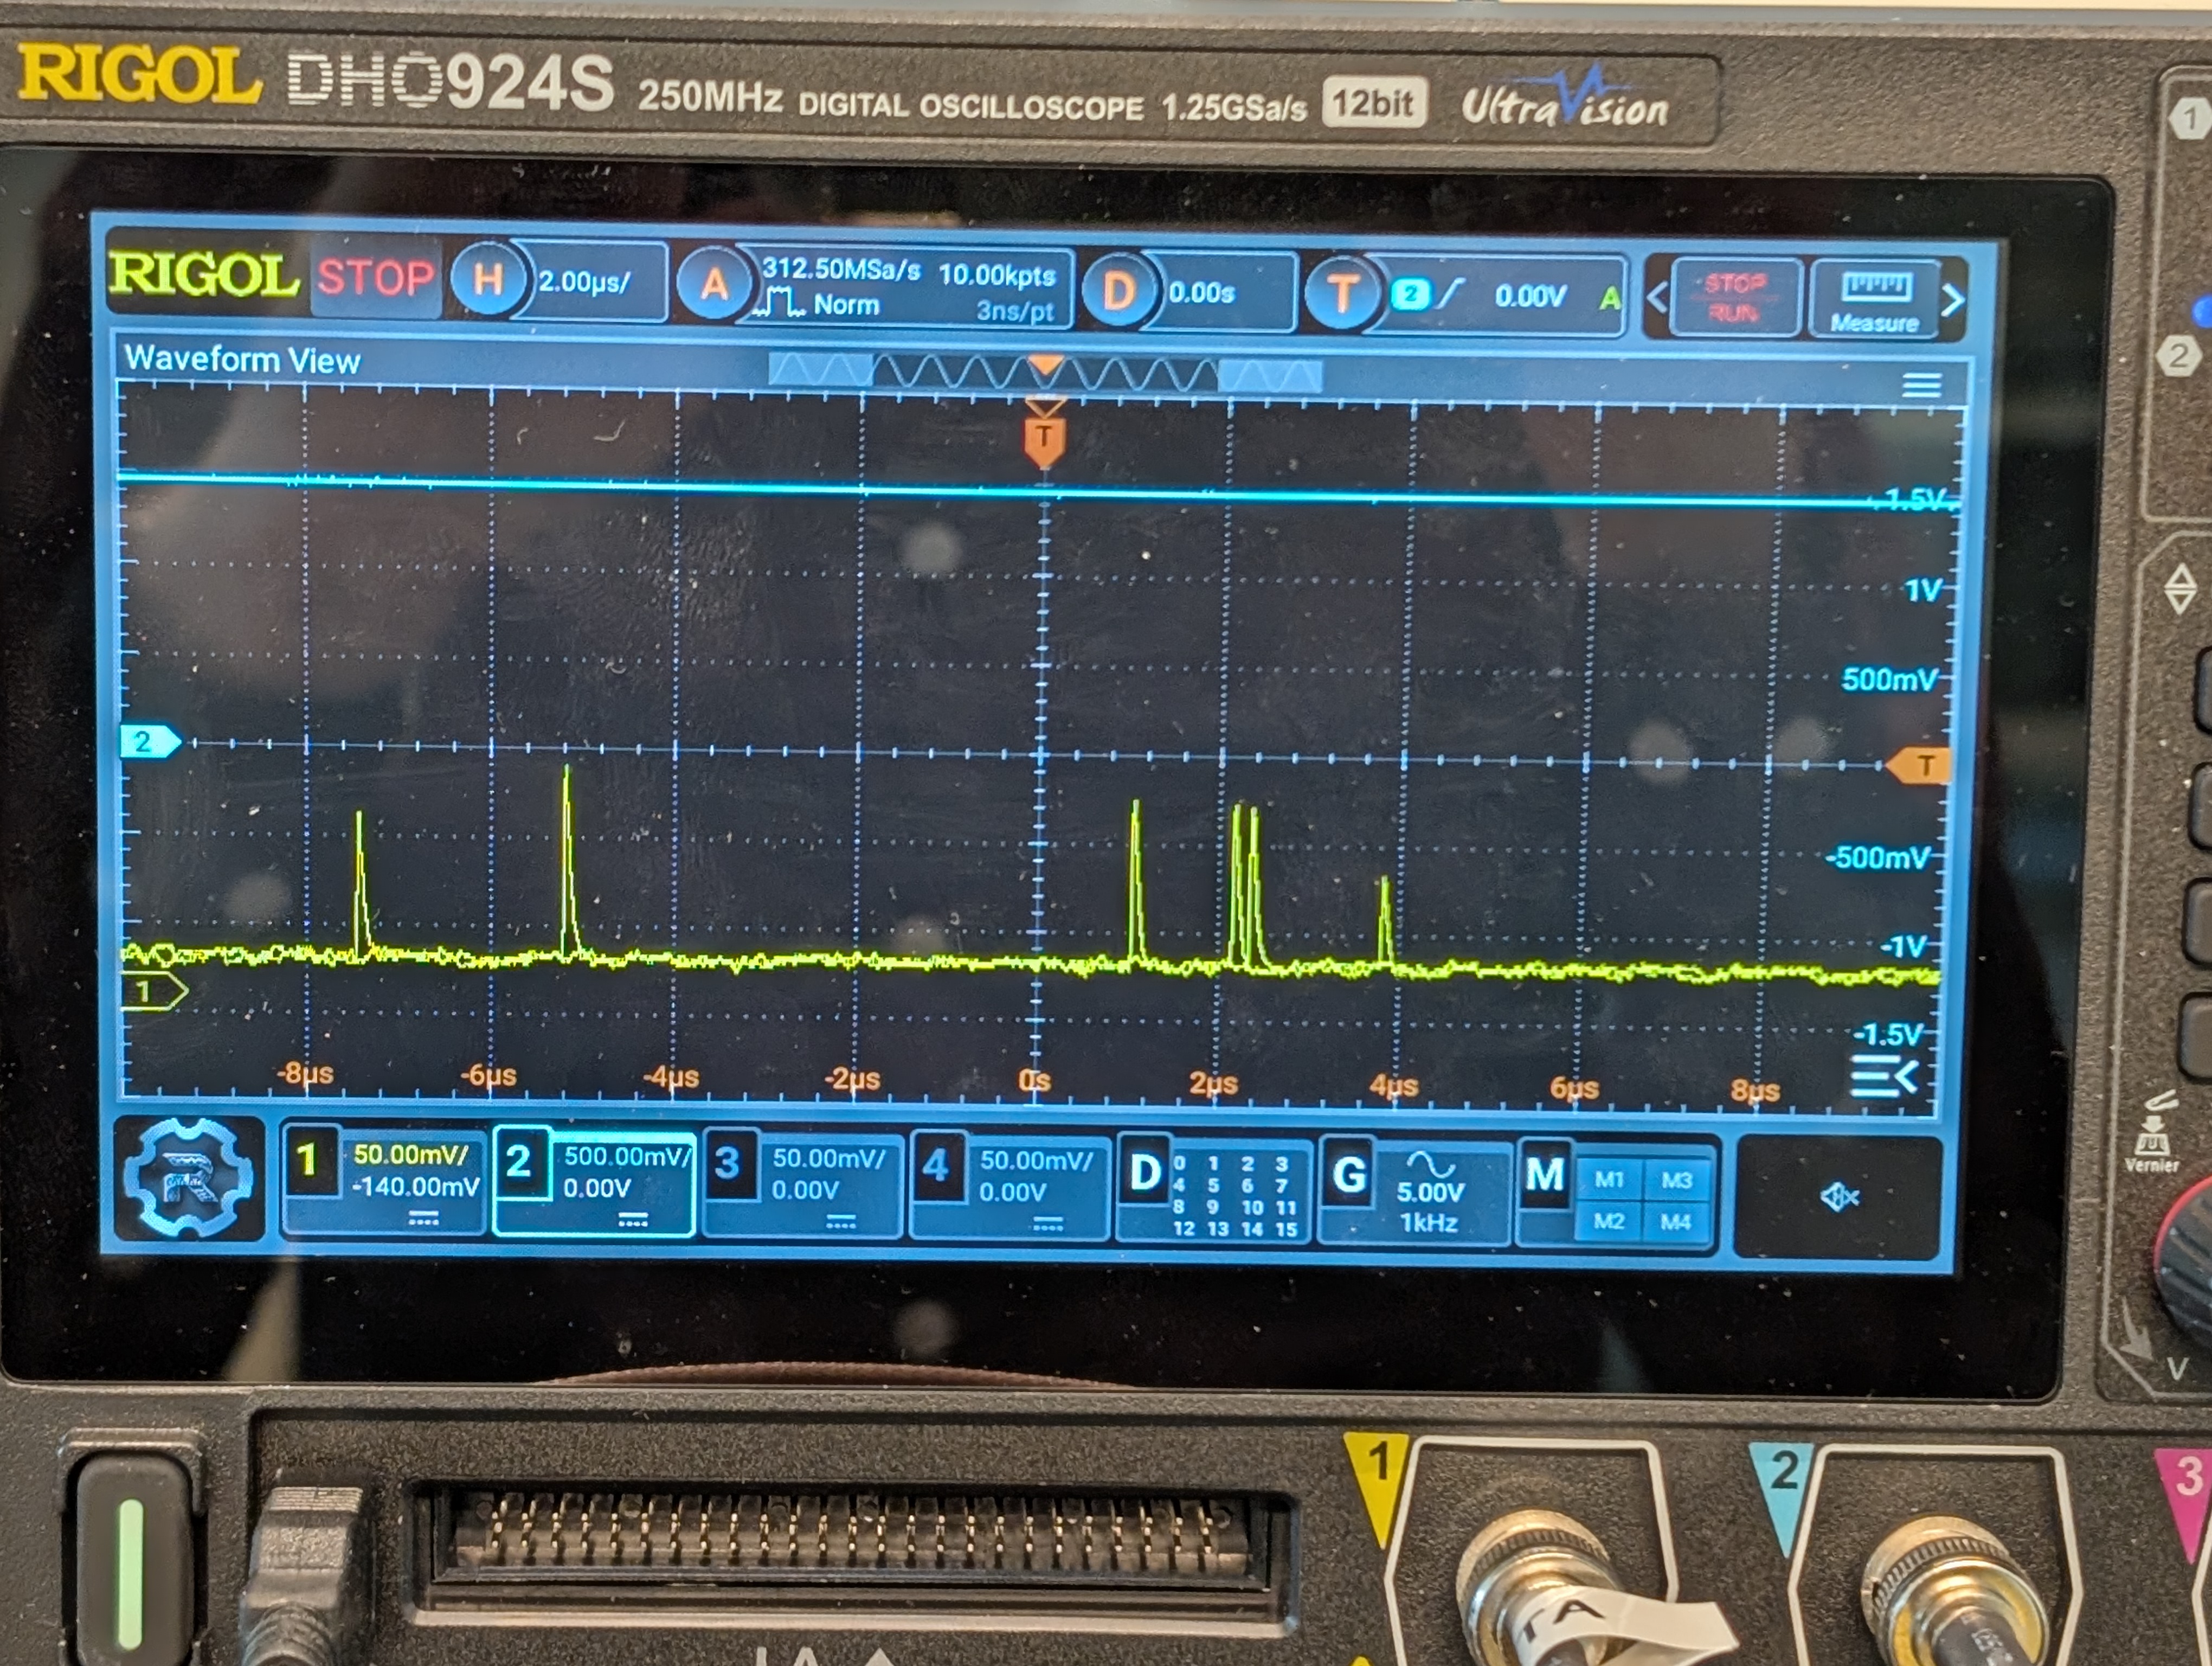 RIGOL DHO924S 250MHz DIGITAL OSCILLOSCOPE 1.25GSa/s 12bit UltraVision
RIGOL STOP H 2.00μs/ A 312.50MSa/s 10.00kpts D 0.00s T 2 0.00V A STOP
Norm 3ns/pt RUN Measure
Waveform View
T
1.5V
1V
500mV
2
T
-500mV
-1V
1
-1.5V
-8μs -6μs -4μs -2μs 0s 2μs 4μs 6μs 8μs
1 50.00mV/ 2 500.00mV/ 3 50.00mV/ 4 50.00mV/ D 0 1 2 3 G 5.00V M M1 M3
-140.00mV 0.00V 0.00V 0.00V 4 5 6 7 1kHz M2 M4
8 9 10 11
12 13 14 15
1
2
Vernier
V
1 2 3
TA